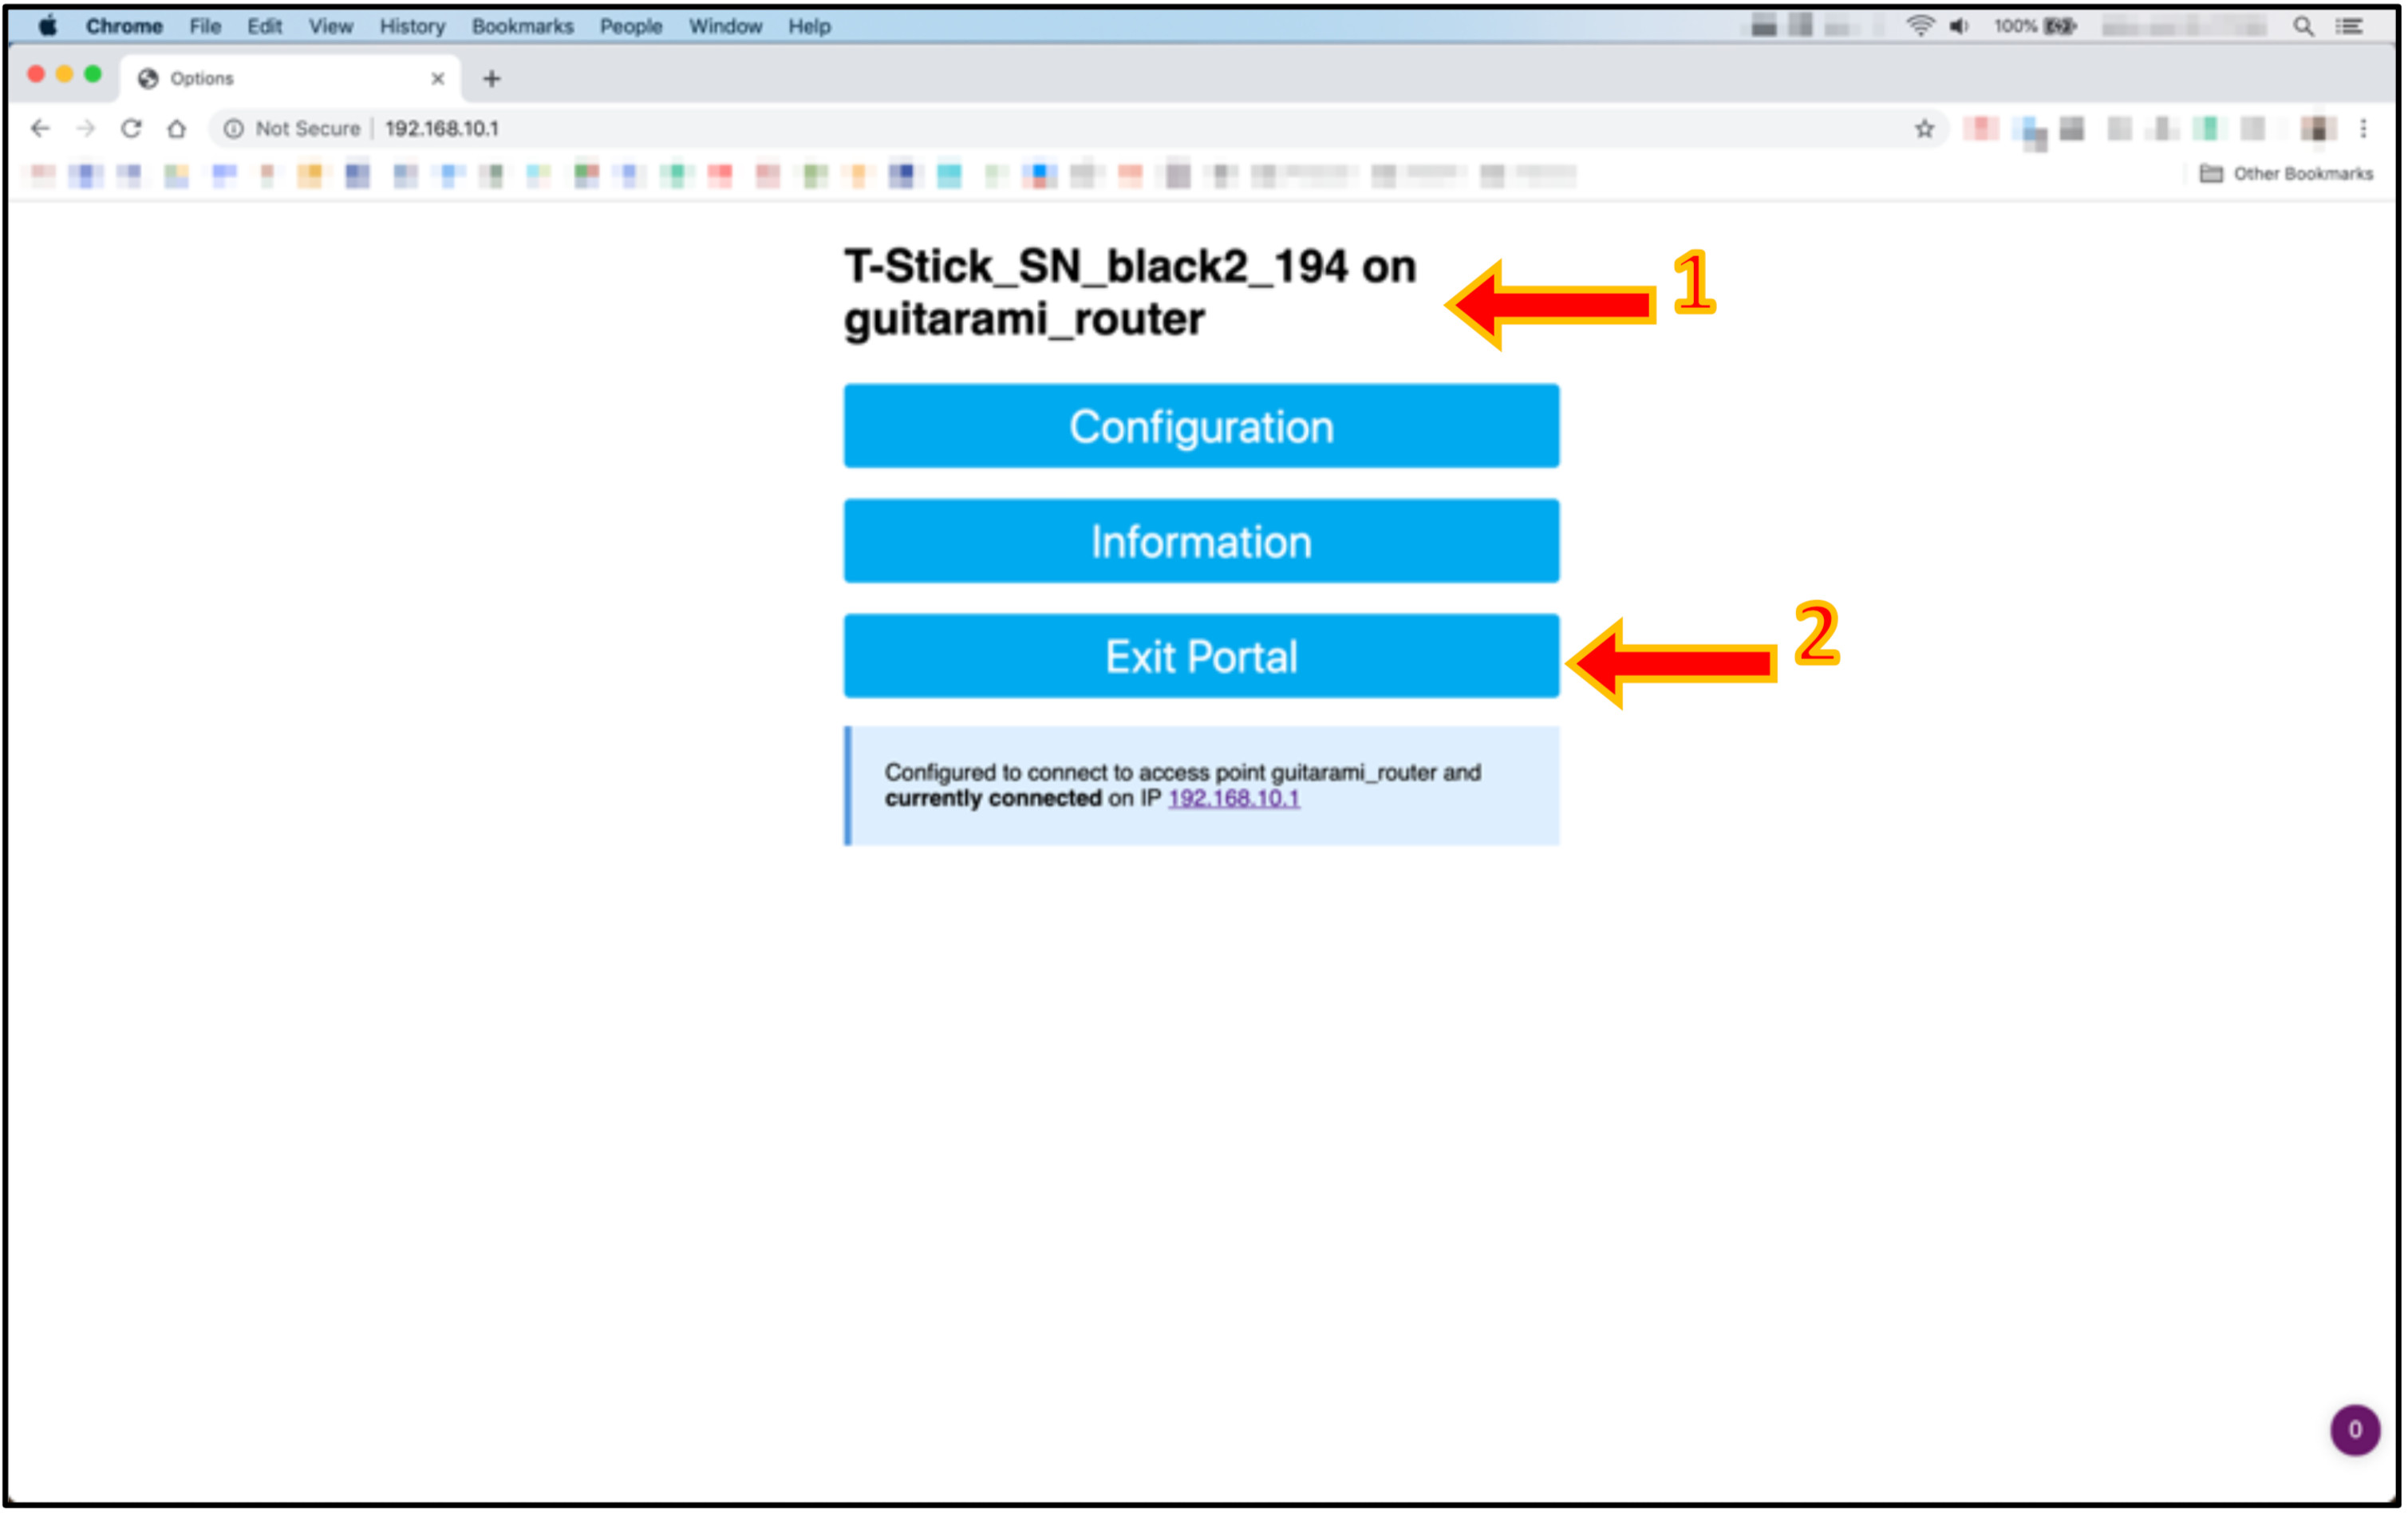 Chrome File Edit View History Bookmarks People Window Help 100%
Options
Not Secure 192.168.10.1
Other Bookmarks
T-Stick_SN_black2_194 on
guitarami_router
1
Configuration
Information
Exit Portal
2
Configured to connect to access point guitarami_router and
currently connected on IP 192.168.10.1
0